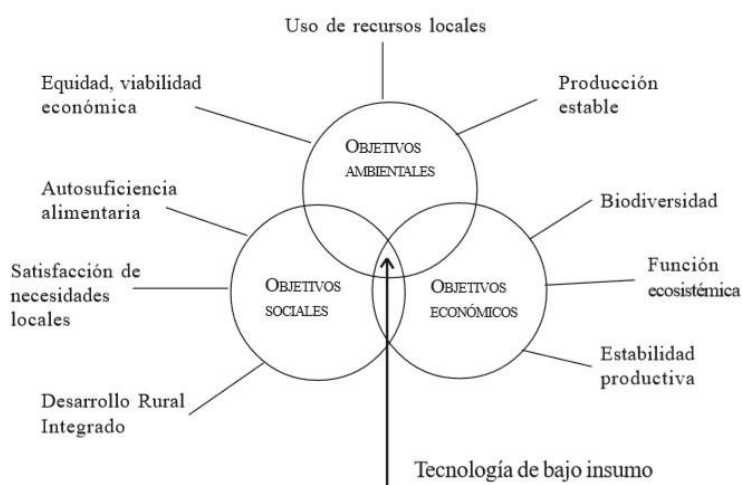 Uso de recursos locales
Equidad, viabilidad
económica
Producción
estable
OBJETIVOS
AMBIENTALES
Autosuficiencia
alimentaria
Biodiversidad
Satisfacción de
necesidades
locales
OBJETIVOS
SOCIALES
OBJETIVOS
ECONÓMICOS
Función
ecosistémica
Estabilidad
productiva
Desarrollo Rural
Integrado
Tecnología de bajo insumo